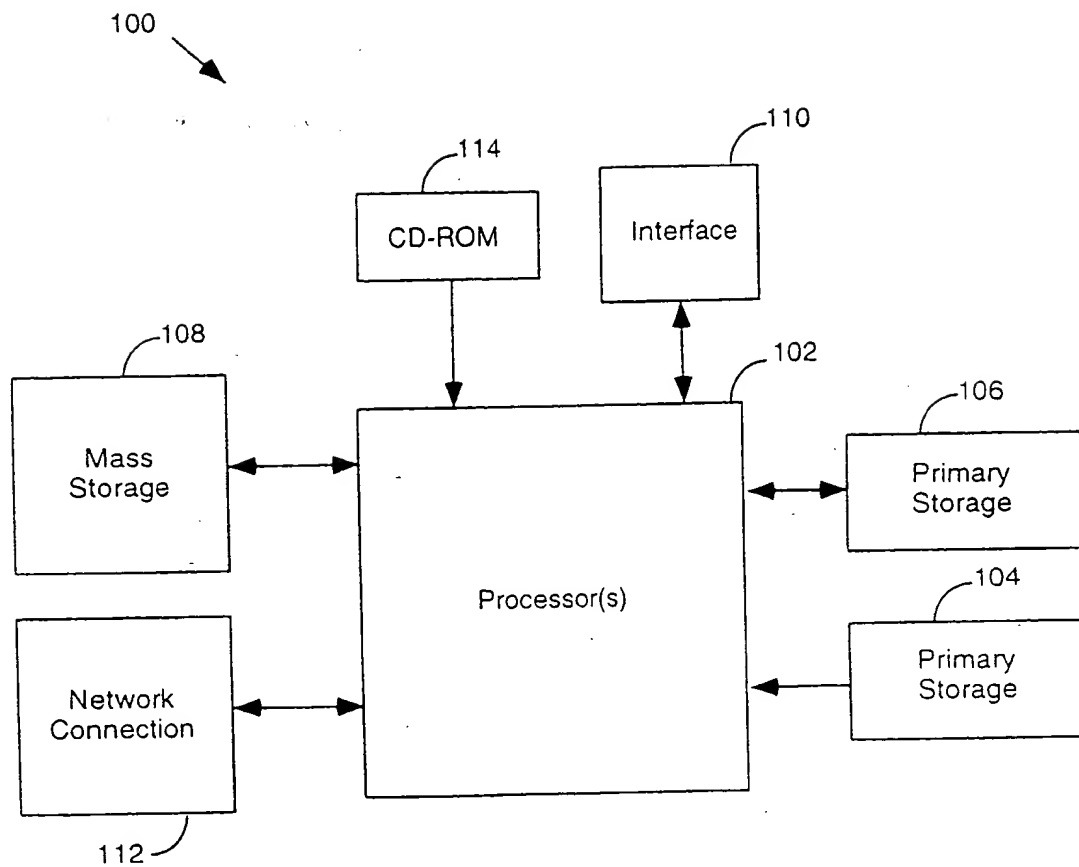 100
114
110
CD-ROM
Interface
108
102
106
Mass
Storage
Primary
Storage
Processor(s)
104
Network
Connection
Primary
Storage
112